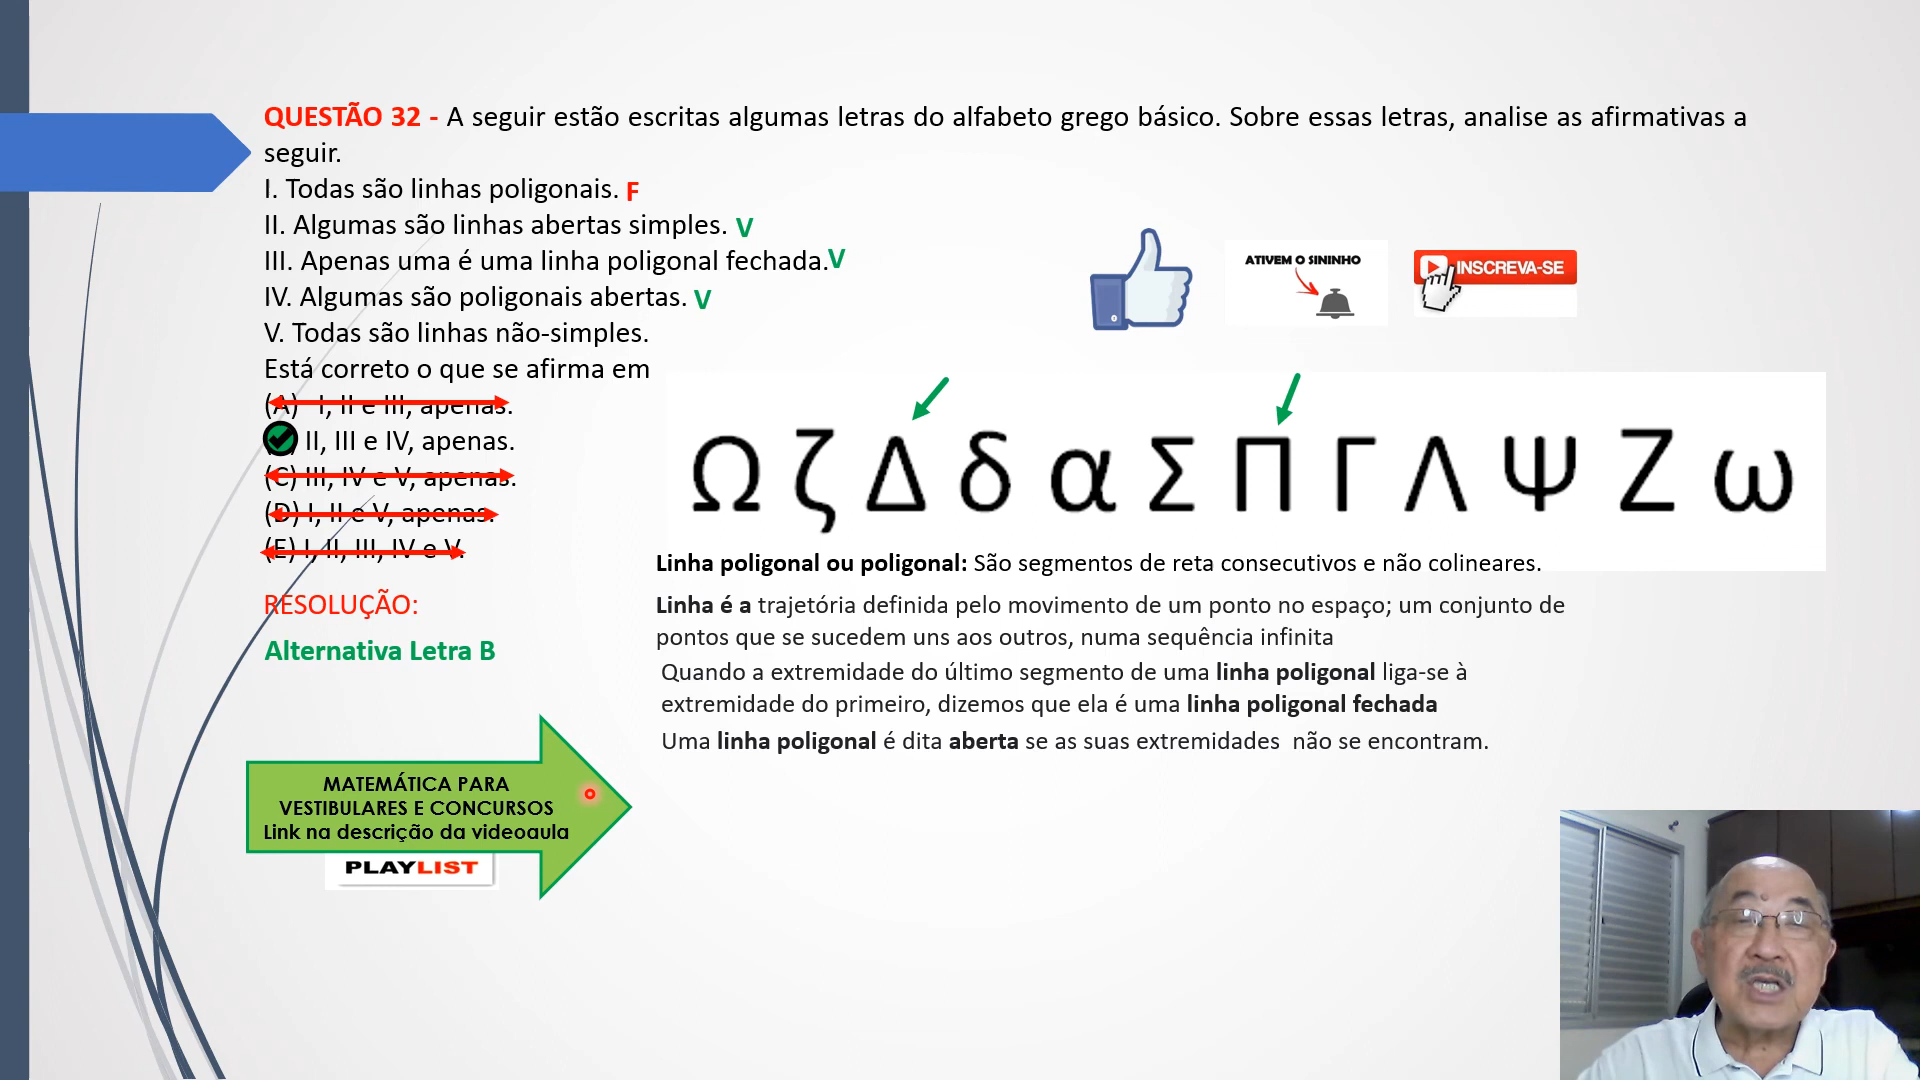 QUESTÃO 32 - A seguir estão escritas algumas letras do alfabeto grego básico. Sobre essas letras, analise as afirmativas a
seguir.
I. Todas são linhas poligonais. F
II. Algumas são linhas abertas simples. V
III. Apenas uma é uma linha poligonal fechada. V
IV. Algumas são poligonais abertas. V
V. Todas são linhas não-simples.
Está correto o que se afirma em
(A) I, II e III, apenas.
II, III e IV, apenas.
(C) III, IV e V, apenas.
(D) I, II e V, apenas.
(E) I, II, III, IV e V.
RESOLUÇÃO:
Alternativa Letra B
ATIVEM O SININHO
INSCREVA-SE
Ω ζ Δ δ α Σ Π Γ Λ Ψ Ζ ω
Linha poligonal ou poligonal: São segmentos de reta consecutivos e não colineares.
Linha é a trajetória definida pelo movimento de um ponto no espaço; um conjunto de
pontos que se sucedem uns aos outros, numa sequência infinita
Quando a extremidade do último segmento de uma linha poligonal liga-se à
extremidade do primeiro, dizemos que ela é uma linha poligonal fechada
Uma linha poligonal é dita aberta se as suas extremidades não se encontram.
MATEMÁTICA PARA
VESTIBULARES E CONCURSOS
Link na descrição da videoaula
PLAYLIST